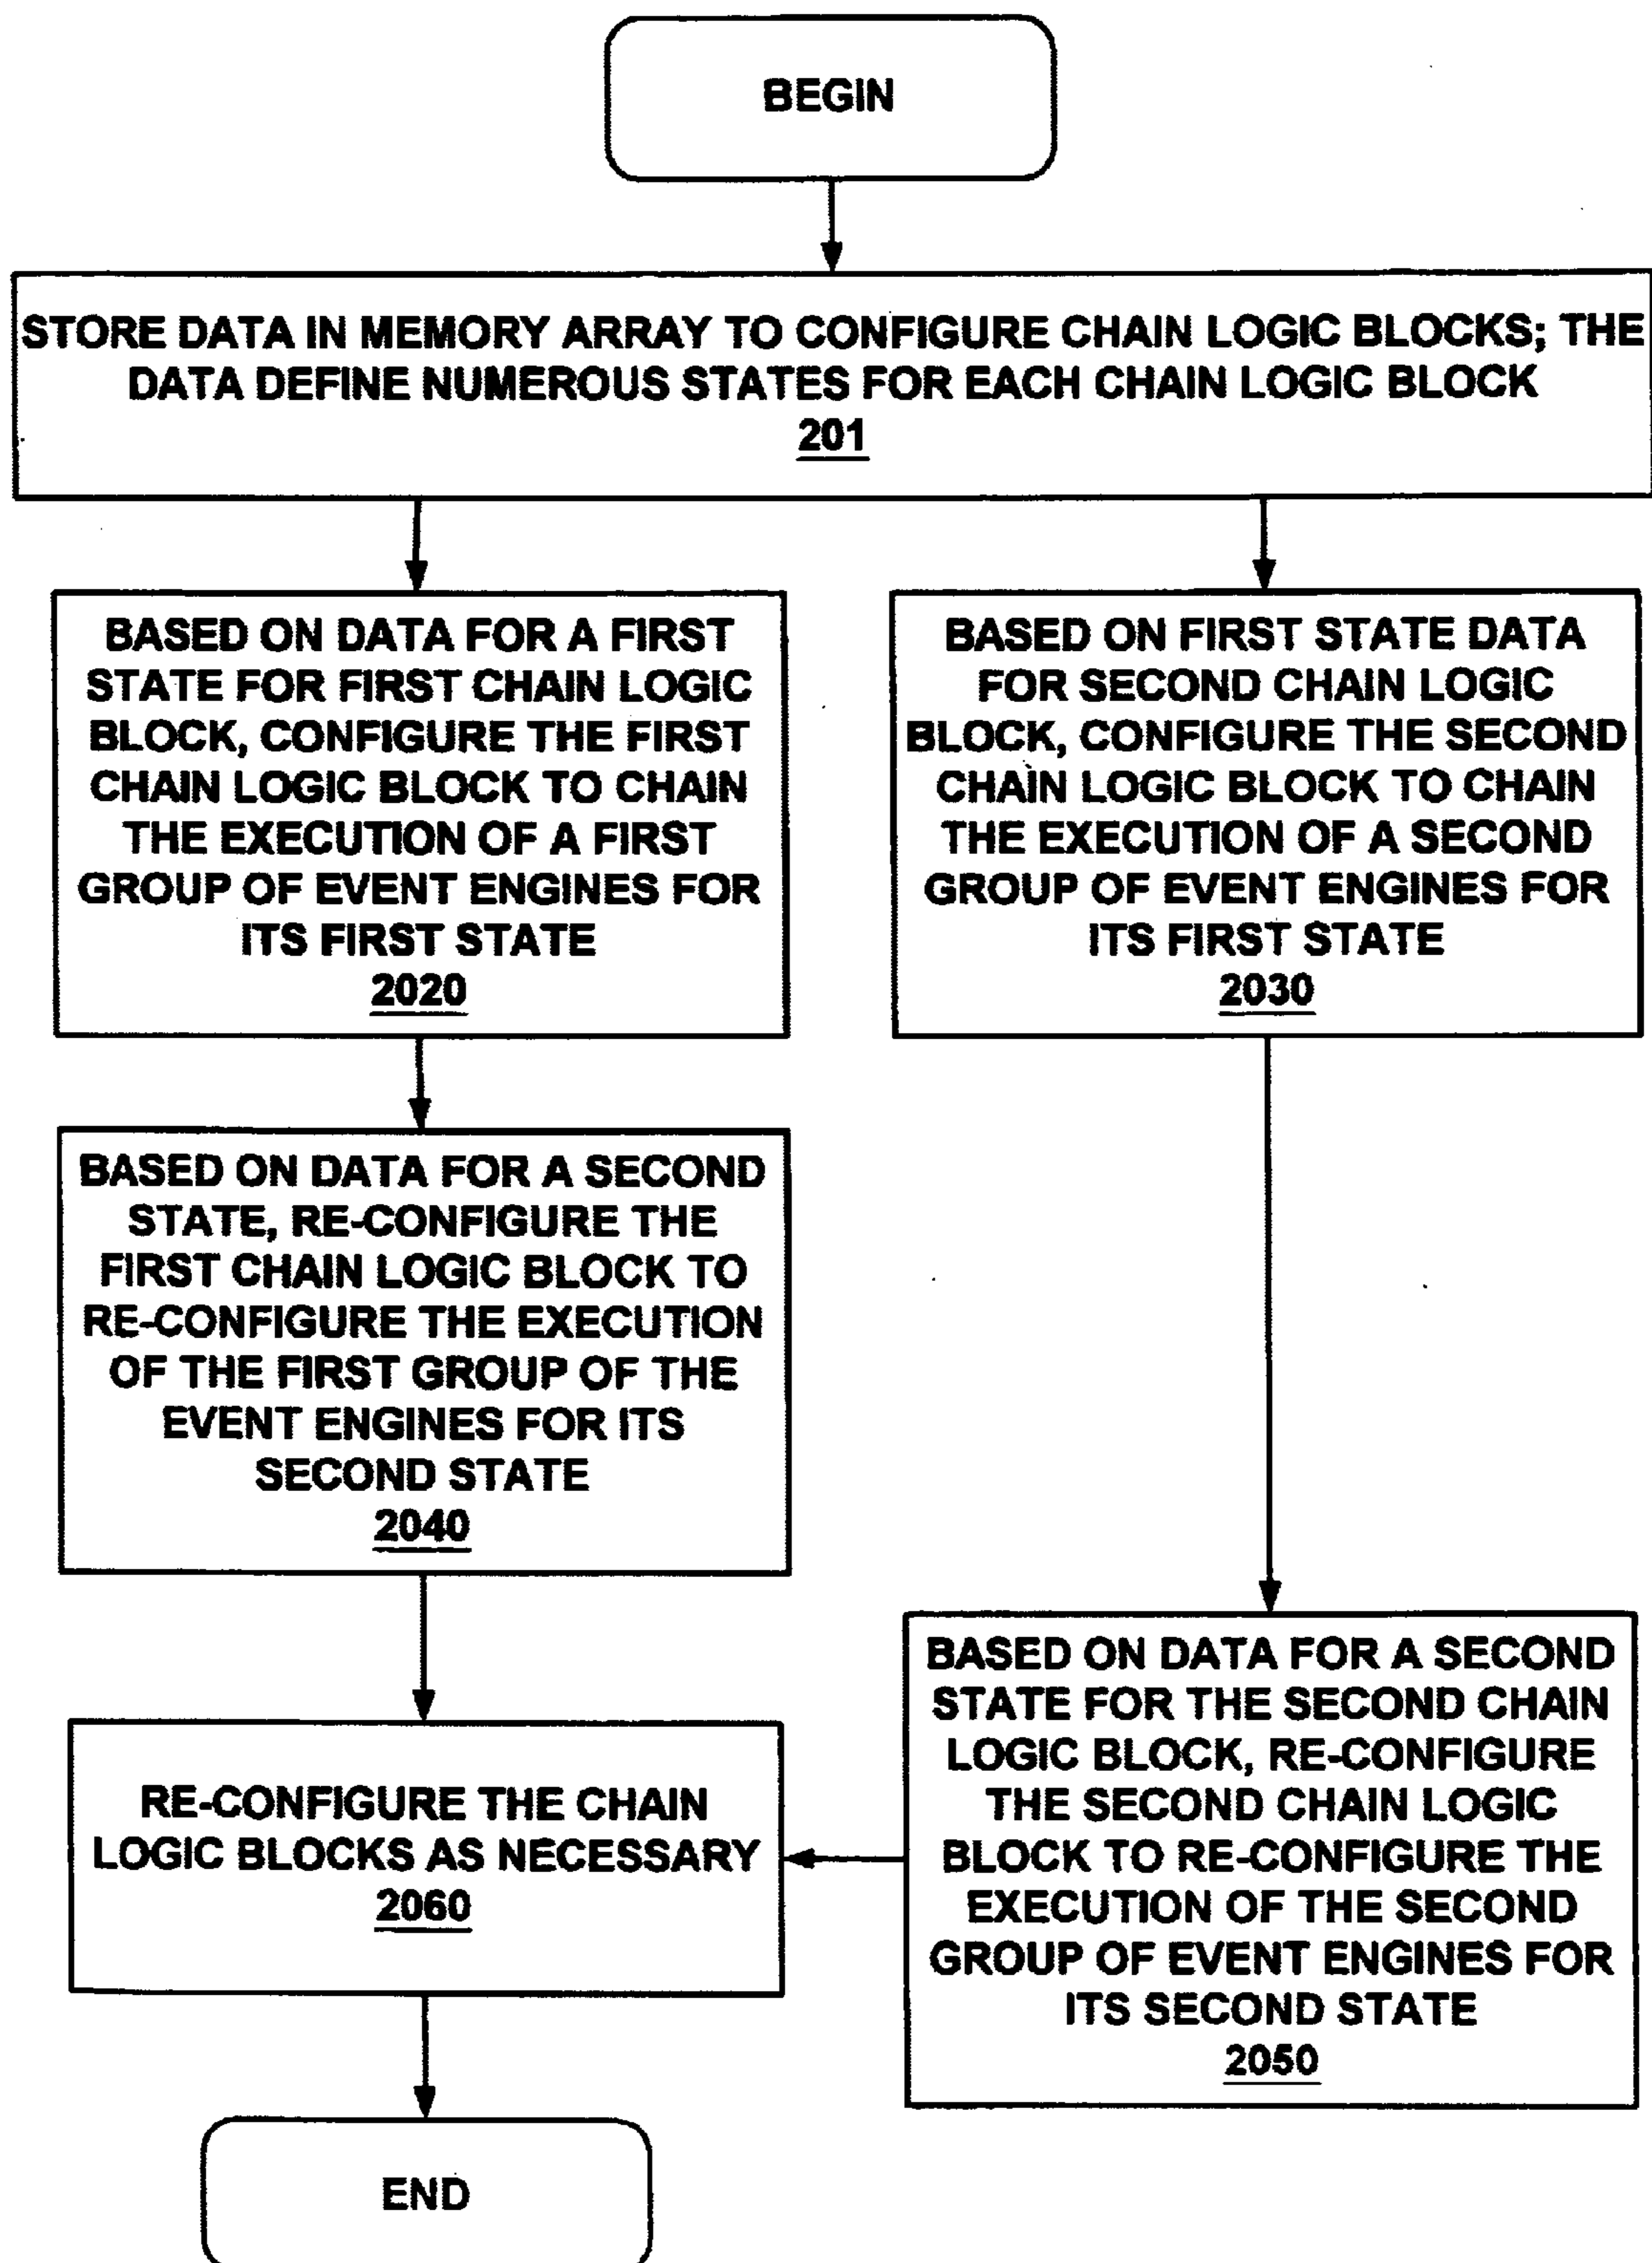 BEGIN
STORE DATA IN MEMORY ARRAY TO CONFIGURE CHAIN LOGIC BLOCKS; THE
DATA DEFINE NUMEROUS STATES FOR EACH CHAIN LOGIC BLOCK
201
BASED ON DATA FOR A FIRST
STATE FOR FIRST CHAIN LOGIC
BLOCK, CONFIGURE THE FIRST
CHAIN LOGIC BLOCK TO CHAIN
THE EXECUTION OF A FIRST
GROUP OF EVENT ENGINES FOR
ITS FIRST STATE
2020
BASED ON FIRST STATE DATA
FOR SECOND CHAIN LOGIC
BLOCK, CONFIGURE THE SECOND
CHAIN LOGIC BLOCK TO CHAIN
THE EXECUTION OF A SECOND
GROUP OF EVENT ENGINES FOR
ITS FIRST STATE
2030
BASED ON DATA FOR A SECOND
STATE, RE-CONFIGURE THE
FIRST CHAIN LOGIC BLOCK TO
RE-CONFIGURE THE EXECUTION
OF THE FIRST GROUP OF THE
EVENT ENGINES FOR ITS
SECOND STATE
2040
BASED ON DATA FOR A SECOND
STATE FOR THE SECOND CHAIN
LOGIC BLOCK, RE-CONFIGURE
THE SECOND CHAIN LOGIC
BLOCK TO RE-CONFIGURE THE
EXECUTION OF THE SECOND
GROUP OF EVENT ENGINES FOR
ITS SECOND STATE
2050
RE-CONFIGURE THE CHAIN
LOGIC BLOCKS AS NECESSARY
2060
END